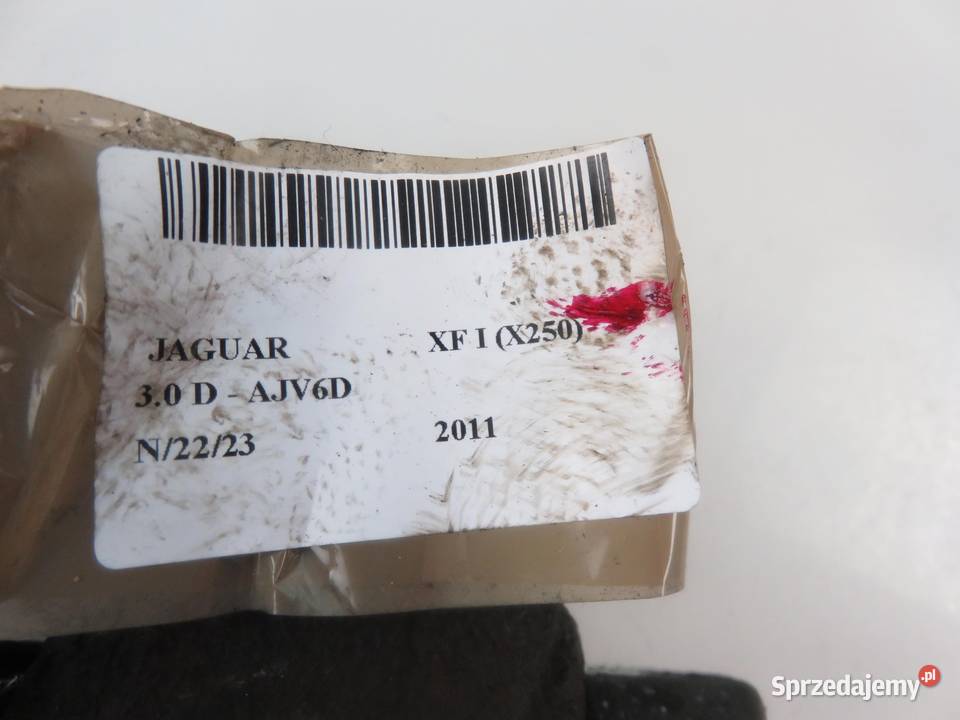 JAGUAR XF I (X250)
3.0 D - AJV6D
N/22/23 2011
Sprzedajemy.pl